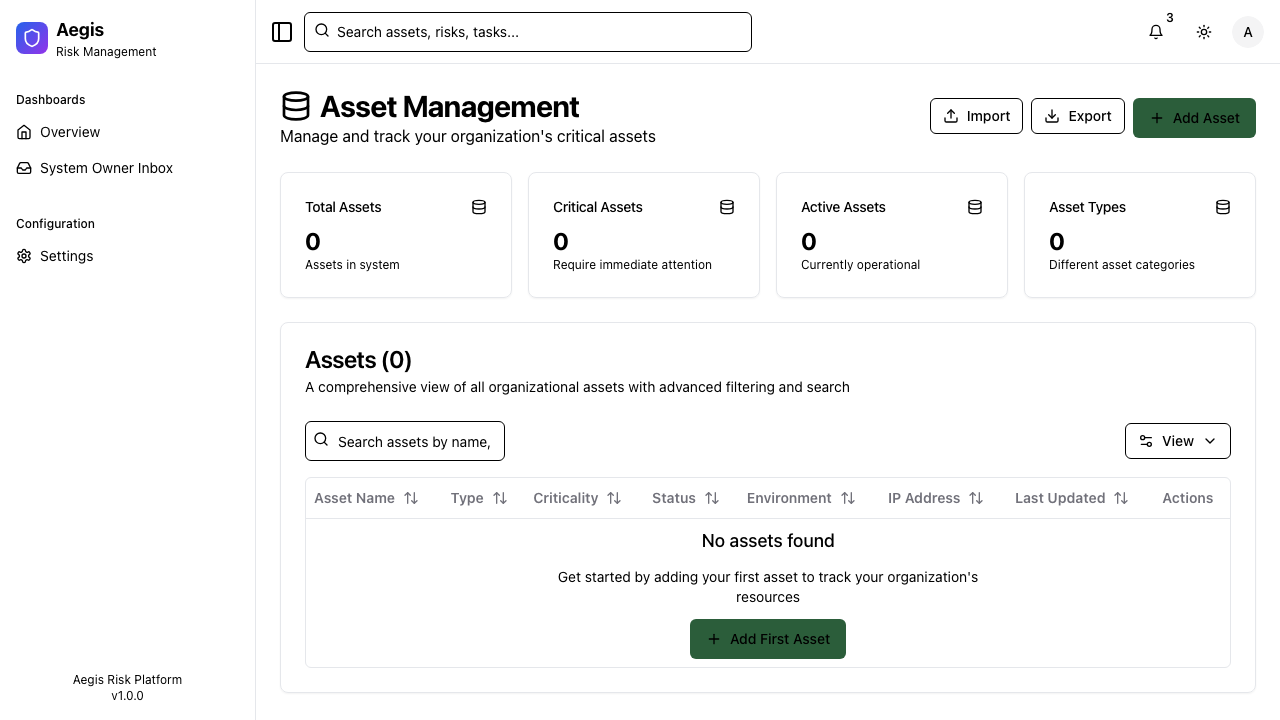 Aegis
Risk Management
Dashboards
Overview
System Owner Inbox
Configuration
Settings
Aegis Risk Platform
v1.0.0
Search assets, risks, tasks...
3
A
Asset Management
Manage and track your organization's critical assets
Import
Export
Add Asset
Total Assets
0
Assets in system
Critical Assets
0
Require immediate attention
Active Assets
0
Currently operational
Asset Types
0
Different asset categories
Assets (0)
A comprehensive view of all organizational assets with advanced filtering and search
Search assets by name,
View
Asset Name Type Criticality Status Environment IP Address Last Updated Actions
No assets found
Get started by adding your first asset to track your organization's
resources
Add First Asset